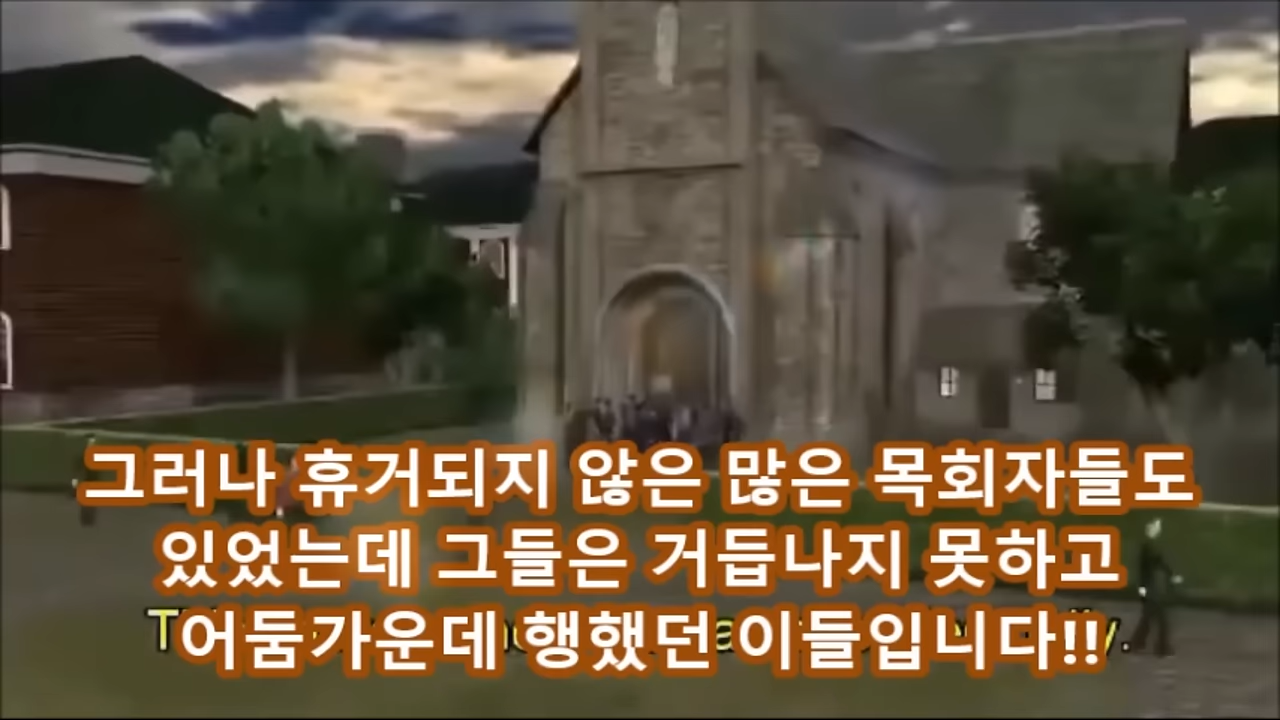 그러나 휴거되지 않은 많은 목회자들도
있었는데 그들은 거듭나지 못하고
어둠가운데 행했던 이들입니다!!